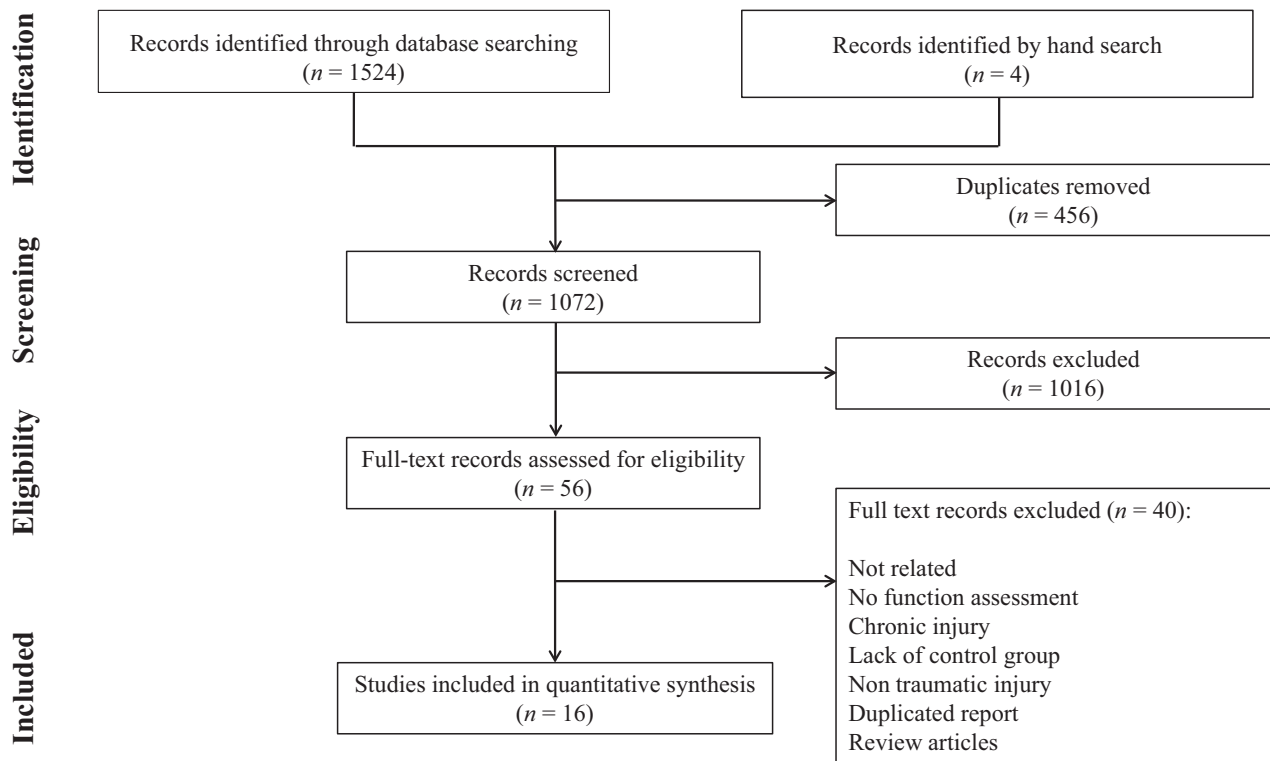 Identification
Records identified through database searching
(n = 1524)
Records identified by hand search
(n = 4)
Duplicates removed
(n = 456)
Screening
Records screened
(n = 1072)
Records excluded
(n = 1016)
Eligibility
Full-text records assessed for eligibility
(n = 56)
Full text records excluded (n = 40):
Not related
No function assessment
Chronic injury
Lack of control group
Non traumatic injury
Duplicated report
Review articles
Included
Studies included in quantitative synthesis
(n = 16)